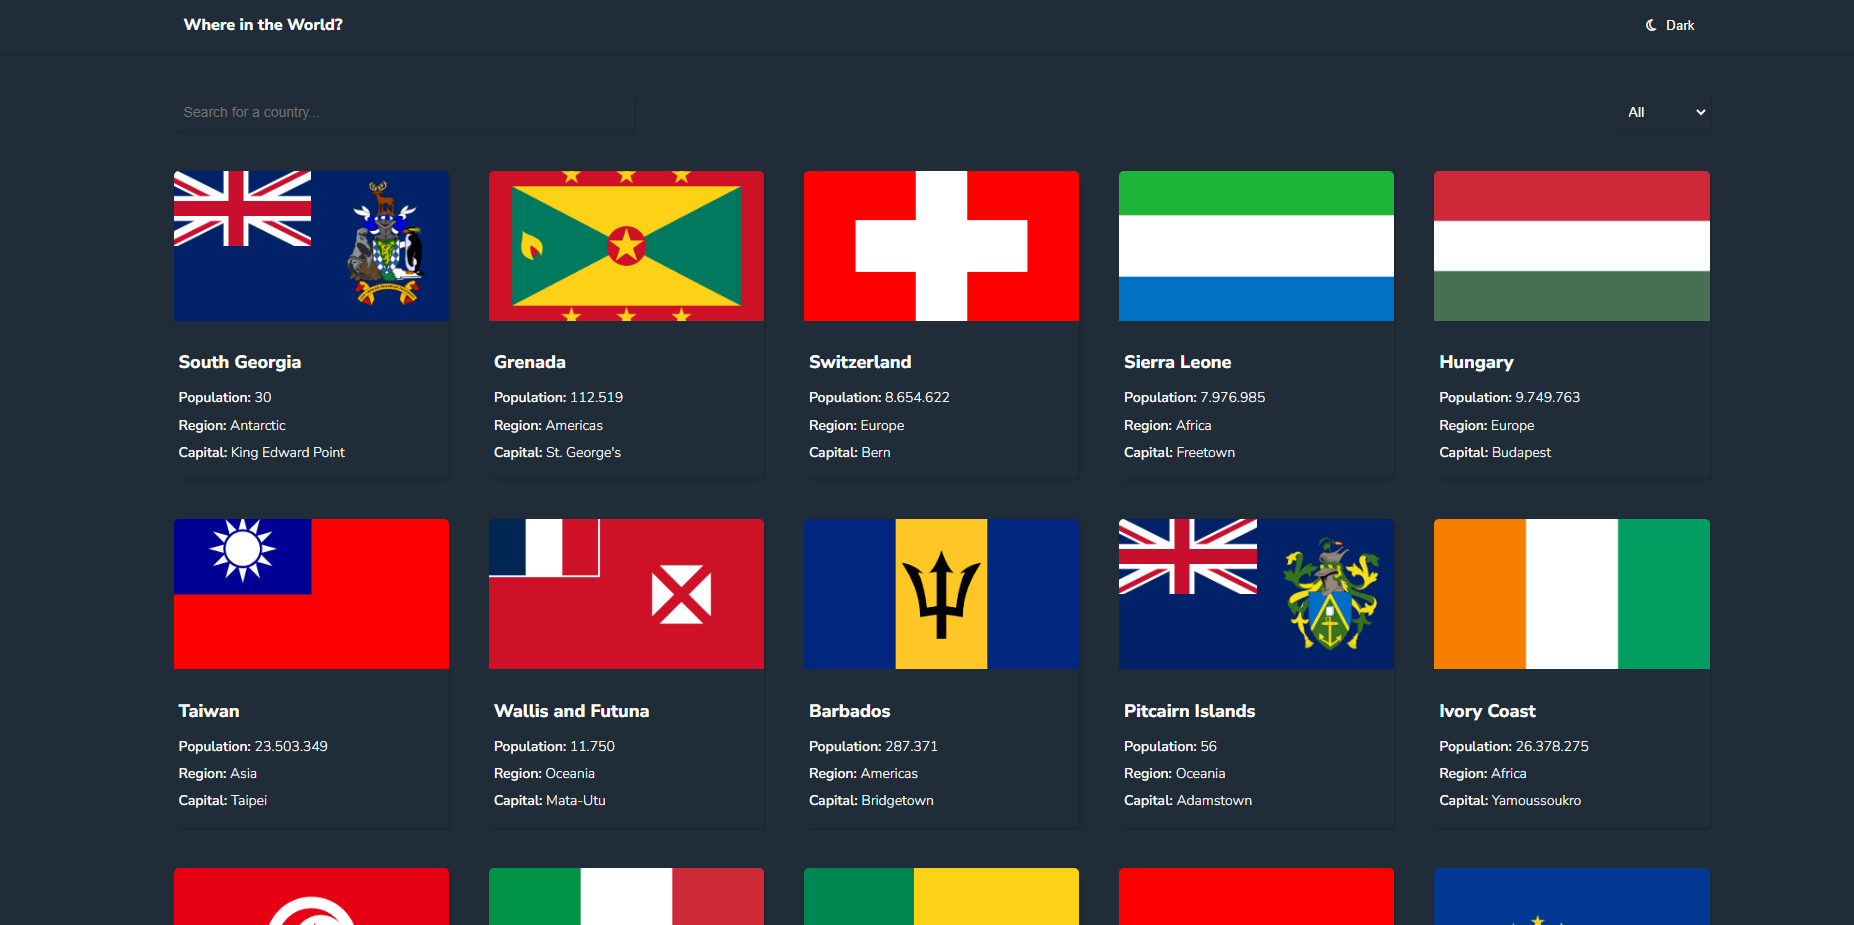 Where in the World?
Dark
Search for a country...
All
South Georgia
Population: 30
Region: Antarctic
Capital: King Edward Point
Grenada
Population: 112.519
Region: Americas
Capital: St. George's
Switzerland
Population: 8.654.622
Region: Europe
Capital: Bern
Sierra Leone
Population: 7.976.985
Region: Africa
Capital: Freetown
Hungary
Population: 9.749.763
Region: Europe
Capital: Budapest
Taiwan
Population: 23.503.349
Region: Asia
Capital: Taipei
Wallis and Futuna
Population: 11.750
Region: Oceania
Capital: Mata-Utu
Barbados
Population: 287.371
Region: Americas
Capital: Bridgetown
Pitcairn Islands
Population: 56
Region: Oceania
Capital: Adamstown
Ivory Coast
Population: 26.378.275
Region: Africa
Capital: Yamoussoukro